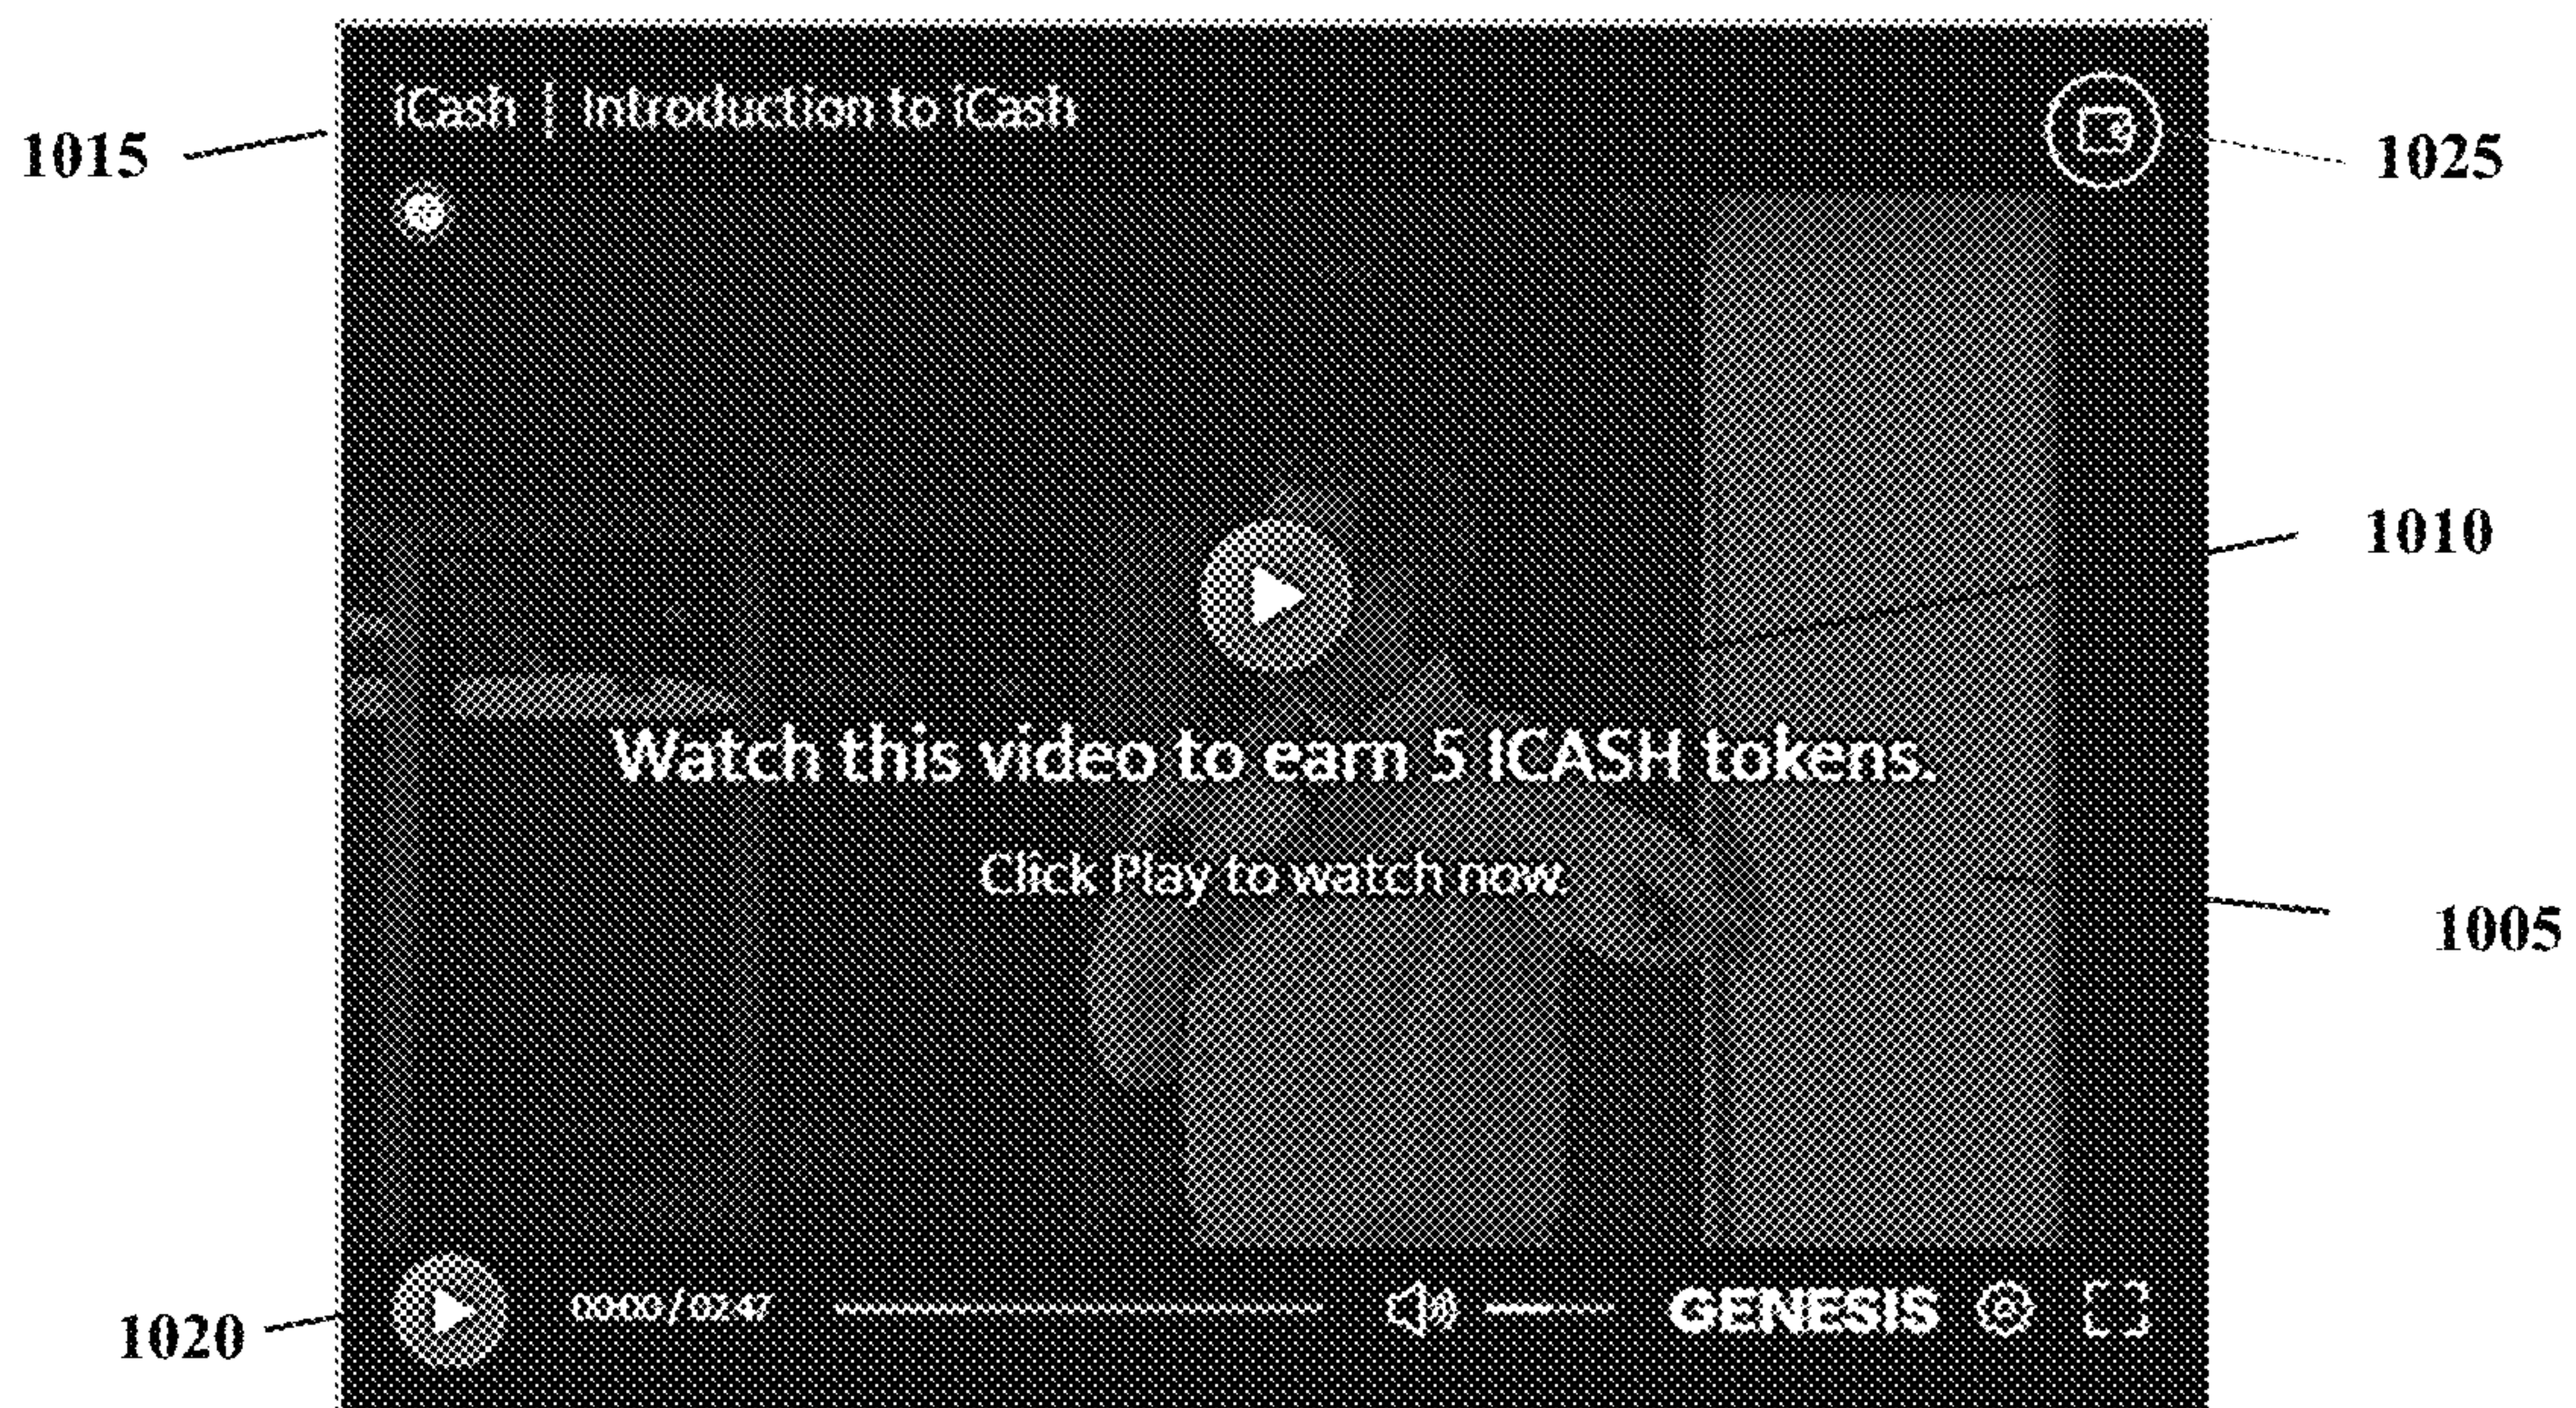 iCash | Introduction to iCash
1015
1025
1010
Watch this video to earn 5 ICASH tokens.
Click Play to watch now.
1005
00:00 / 02:47 GENESIS
1020